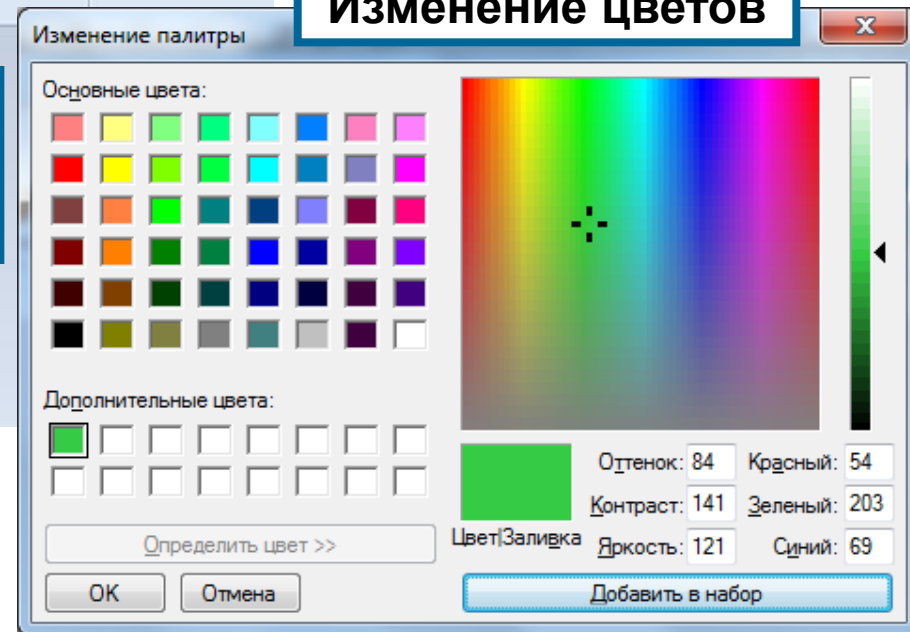 Изменение цветов
Изменение палитры
Основные цвета:
Дополнительные цвета:
Определить цвет >>
ОК
Отмена
Цвет|Заливка
Оттенок: 84
Контраст: 141
Яркость: 121
Красный: 54
Зеленый: 203
Синий: 69
Добавить в набор